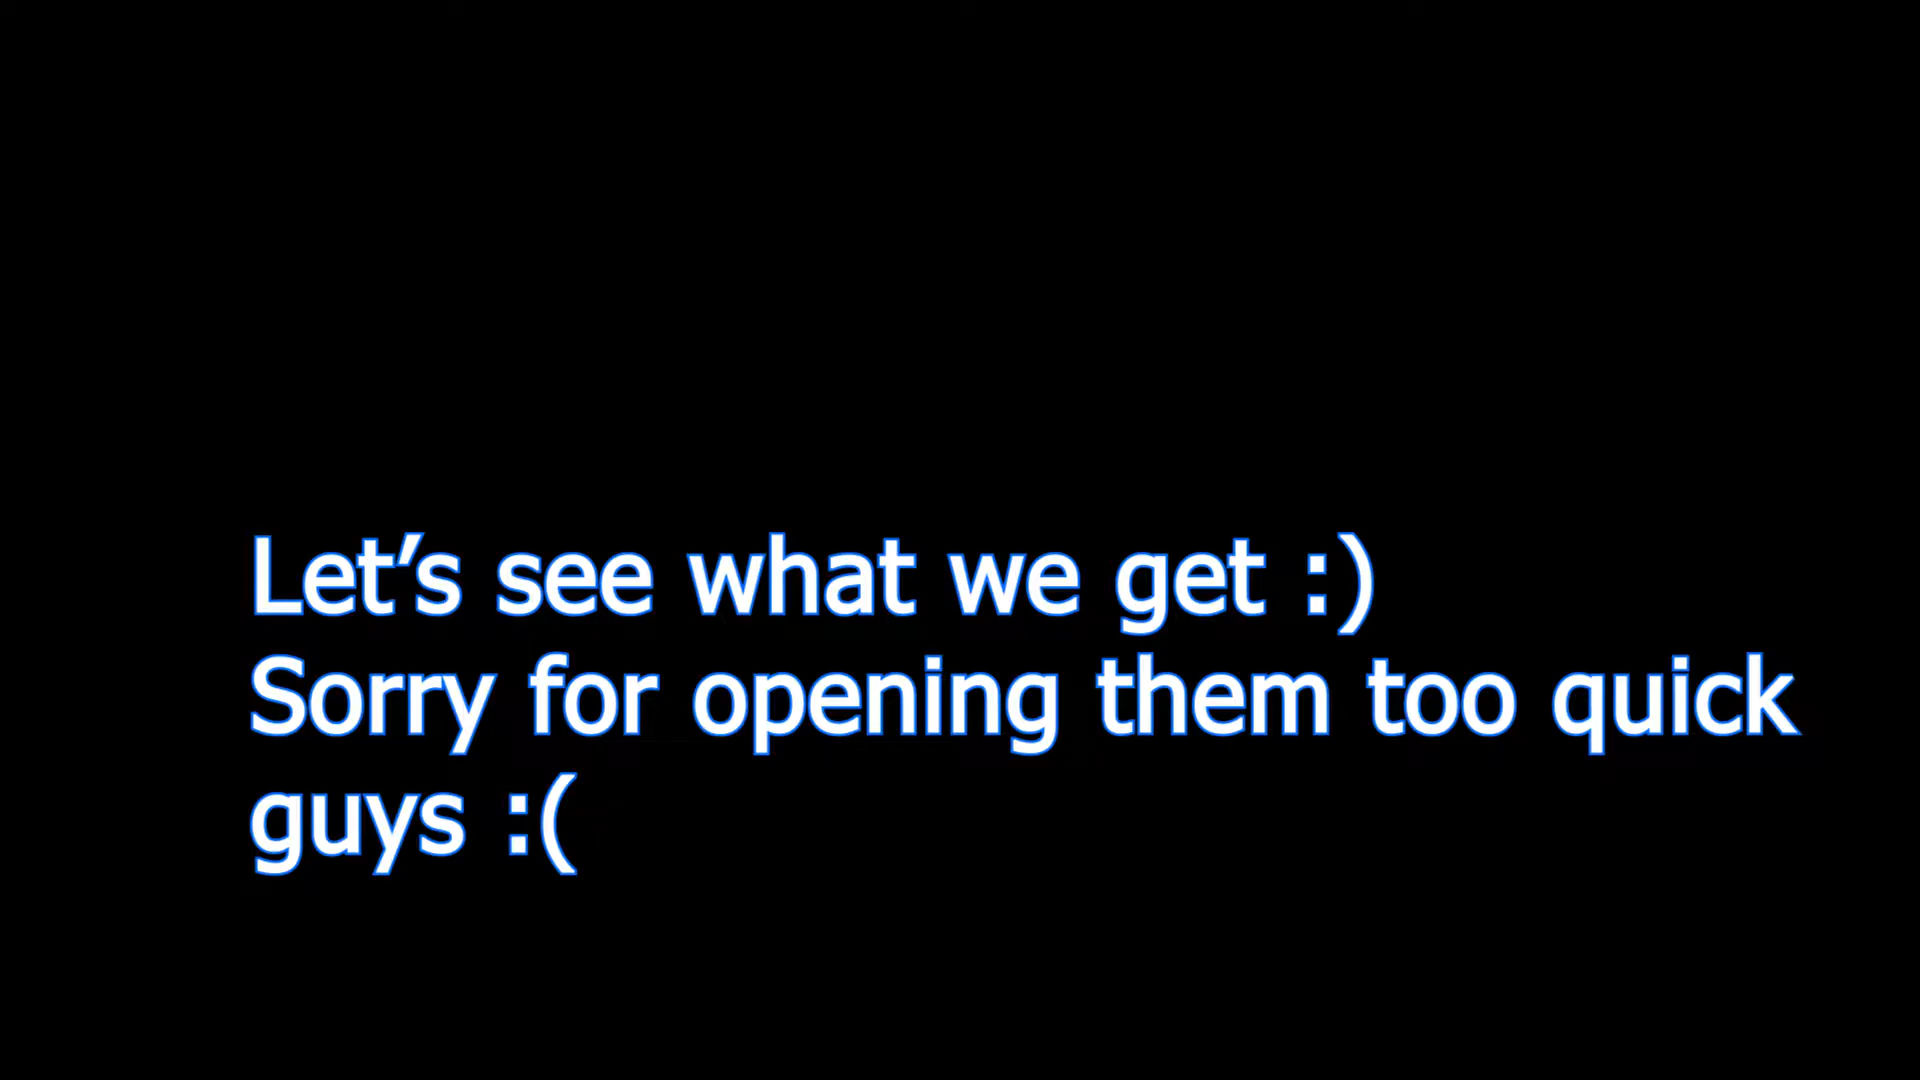 Let’s see what we get :)
Sorry for opening them too quick
guys :(